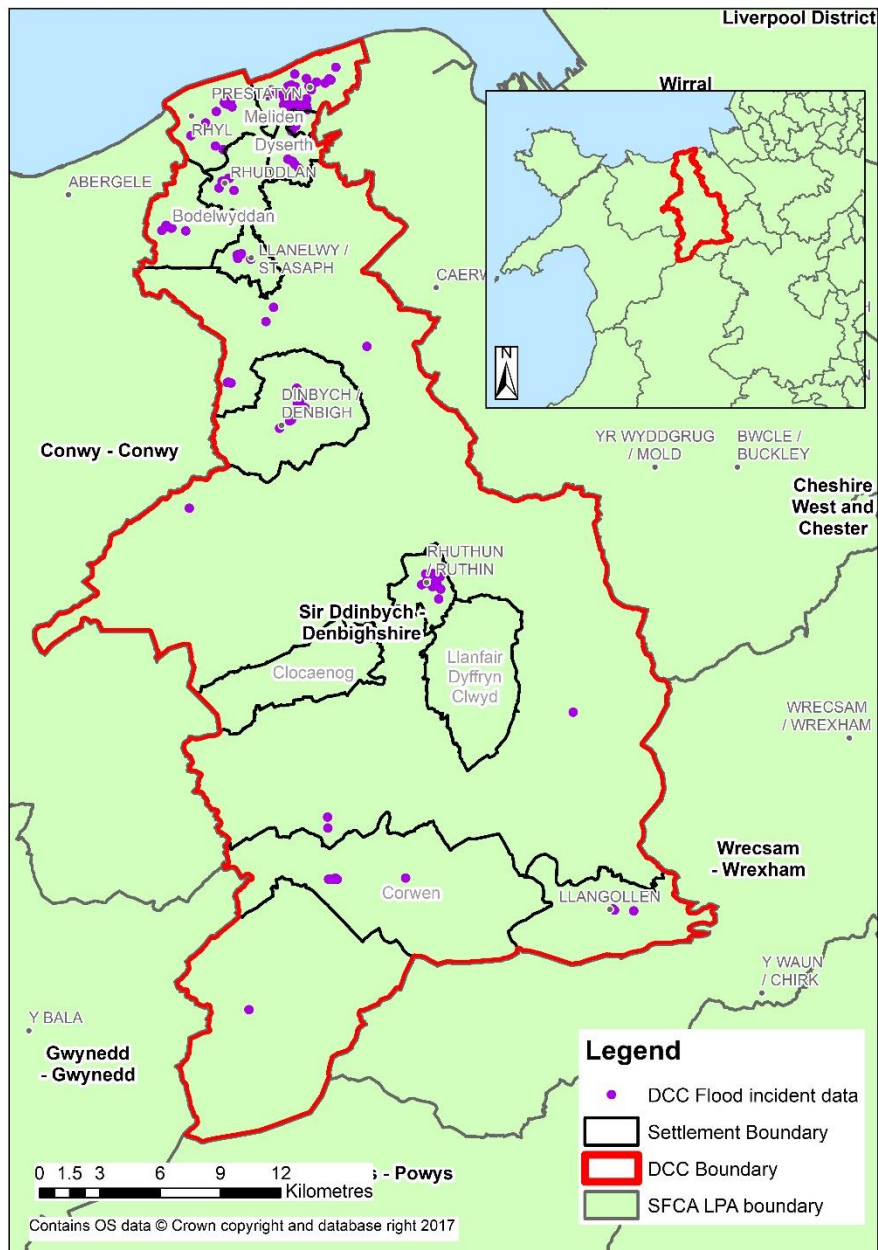 Liverpool District
Wirral
PRESTATYN
Meliden
RHYL
Dyserth
RHUDDLAN
ABERGELE
Bodelwyddan
LLANELWY /
ST ASAPH
CAERW
N
DINBYCH /
DENBIGH
Conwy - Conwy
YR WYDDGRUG
/ MOLD
BWCLE /
BUCKLEY
Cheshire
West and
Chester
RHUTHUN
/ RUTHIN
Sir Ddinbych -
Denbighshire
Clocaenog
Llanfair
Dyffryn
Clwyd
WRECSAM
/ WREXHAM
Wrecsam
- Wrexham
Corwen
LLANGOLLEN
Y WAUN
/ CHIRK
Y BALA
Gwynedd
- Gwynedd
Legend
DCC Flood incident data
Settlement Boundary
DCC Boundary
SFCA LPA boundary
s - Powys
0 1.5 3 6 9 12
Kilometres
Contains OS data © Crown copyright and database right 2017